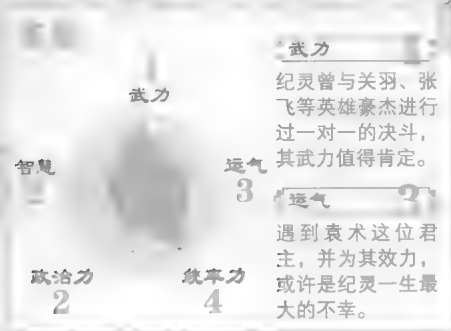 武力
智慧
运气
3
政治力
2
统率力
4
武力
纪灵曾与关羽、张
飞等英雄豪杰进行
过一对一的决斗，
其武力值得肯定。
运气
3
遇到袁术这位君
主，并为其效力，
或许是纪灵一生最
大的不幸。